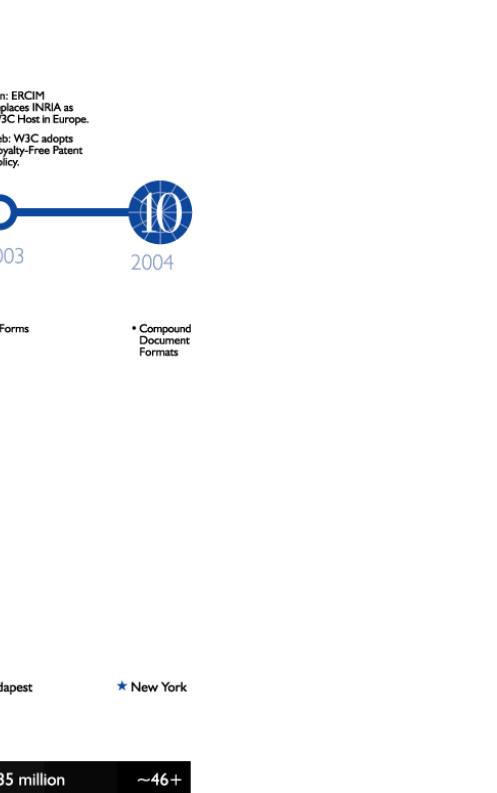 n: ERCIM
places INRIA as
3C Host in Europe.
eb: W3C adopts
oyalty-Free Patent
olicy.
10
003
2004
Forms
• Compound
Document
Formats
dapest
★ New York
35 million
~46+